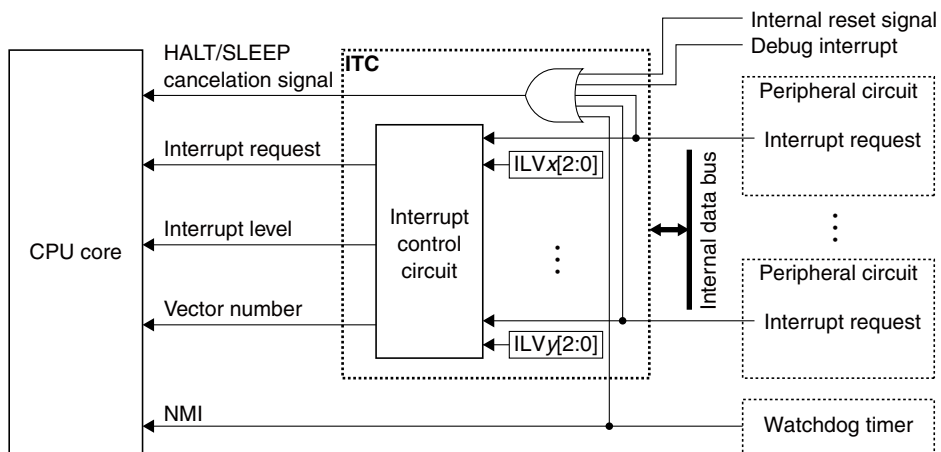 Internal reset signal
Debug interrupt
HALT/SLEEP
cancelation signal
ITC
Peripheral circuit
Interrupt request
Interrupt request
ILVx[2:0]
Internal data bus
CPU core
Interrupt level
Interrupt
control
circuit
Peripheral circuit
Vector number
Interrupt request
ILVy[2:0]
NMI
Watchdog timer